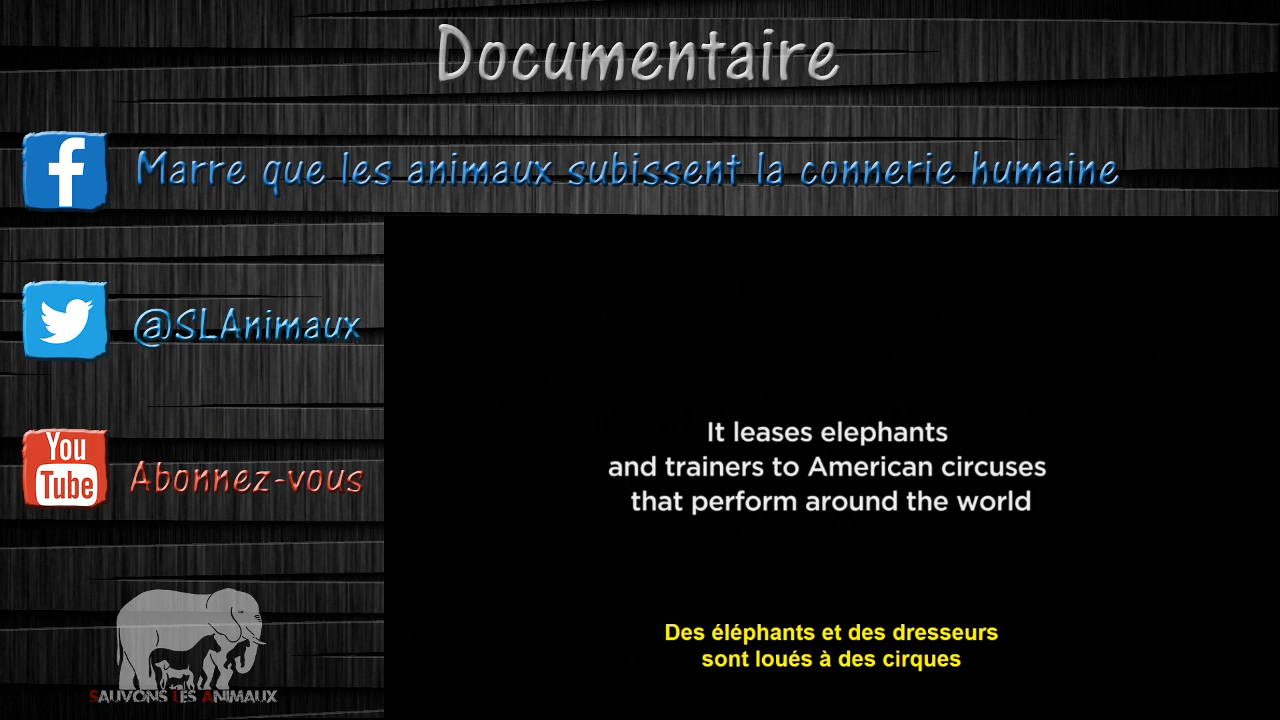 Documentaire
f
Marre que les animaux subissent la connerie humaine
@SLAnimaux
You
Tube
Abonnez-vous
It leases elephants
and trainers to American circuses
that perform around the world
Des éléphants et des dresseurs
sont loués à des cirques
SAUVONS LES ANIMAUX